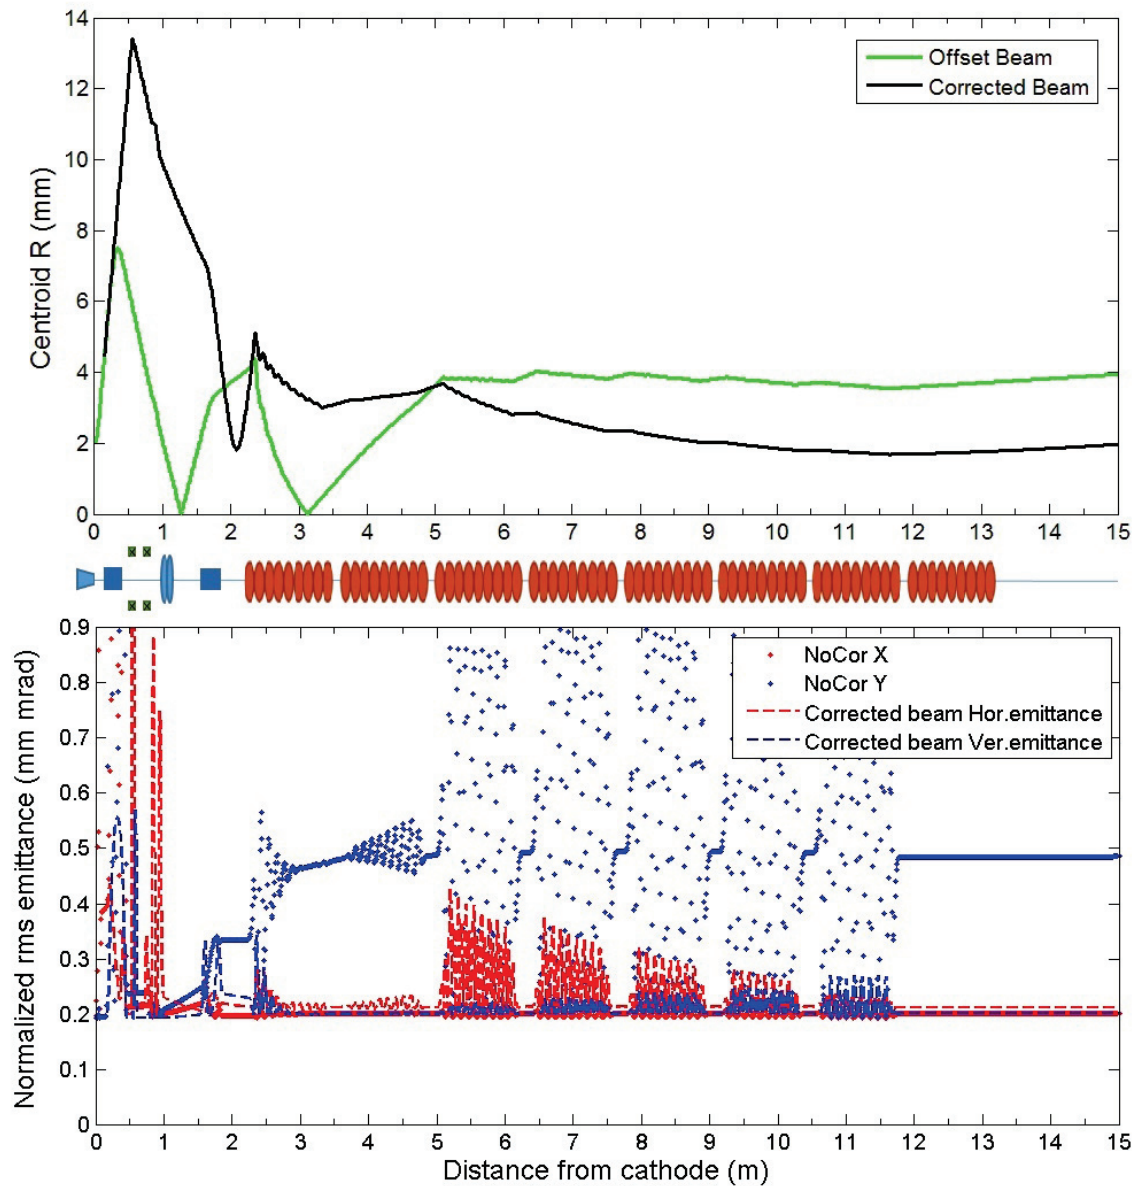 14
12
10
8
6
4
2
0
Centroid R (mm)
Offset Beam
Corrected Beam
0 1 2 3 4 5 6 7 8 9 10 11 12 13 14 15
0.9
0.8
0.7
0.6
0.5
0.4
0.3
0.2
0.1
0
Normalized rms emittance (mm mrad)
NoCor X
NoCor Y
Corrected beam Hor.emittance
Corrected beam Ver.emittance
0 1 2 3 4 5 6 7 8 9 10 11 12 13 14 15
Distance from cathode (m)